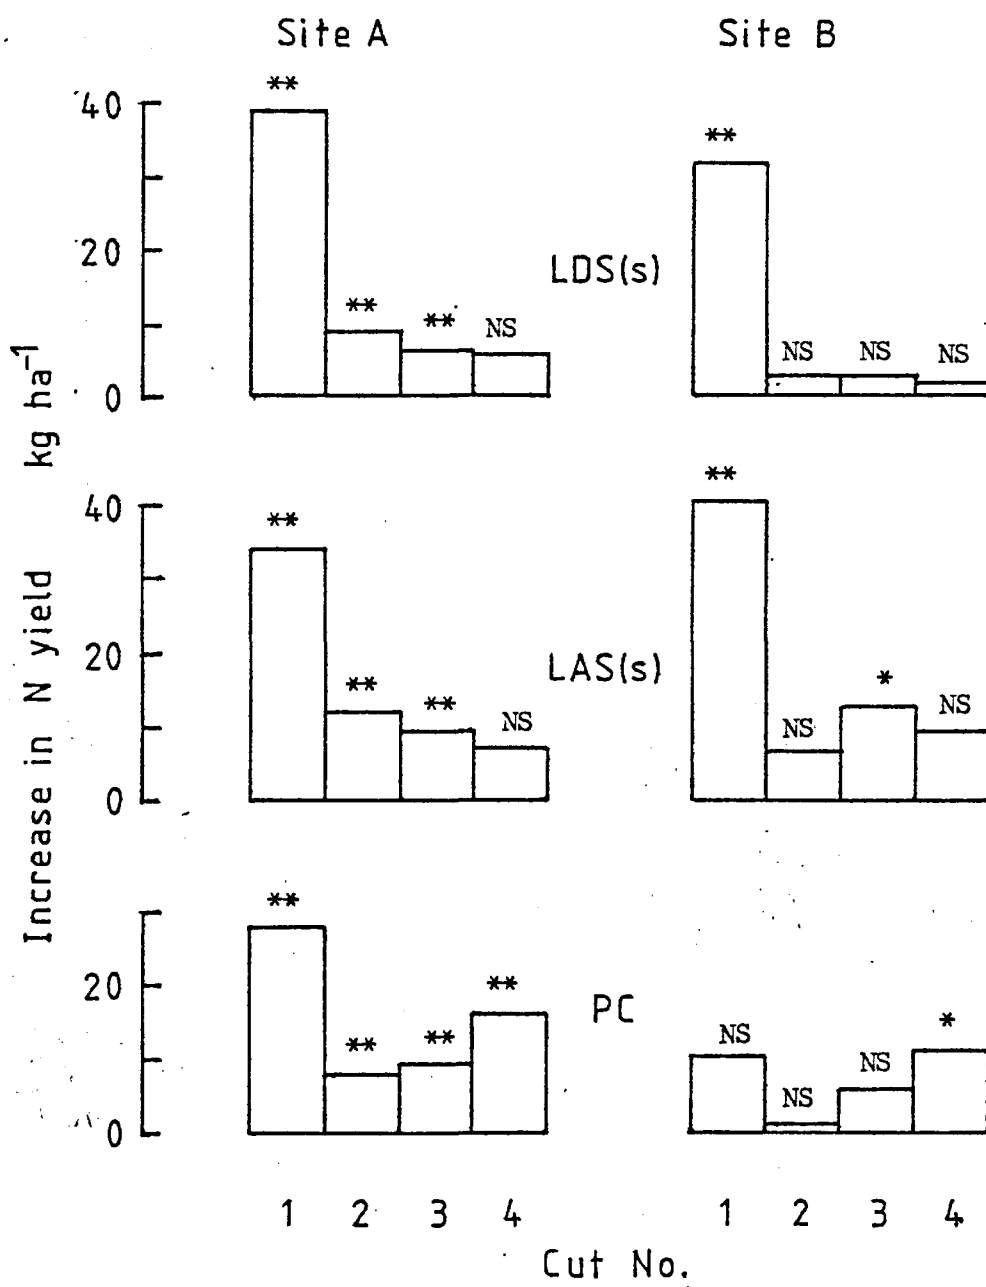 Site A
Site B
Increase in N yield kg ha⁻¹
40
20
0
** ** ** NS
LDS(s)
** NS NS NS
40
20
0
** ** ** NS
LAS(s)
** NS * NS
20
0
** ** ** **
PC
NS NS NS *
1 2 3 4
1 2 3 4
Cut No.